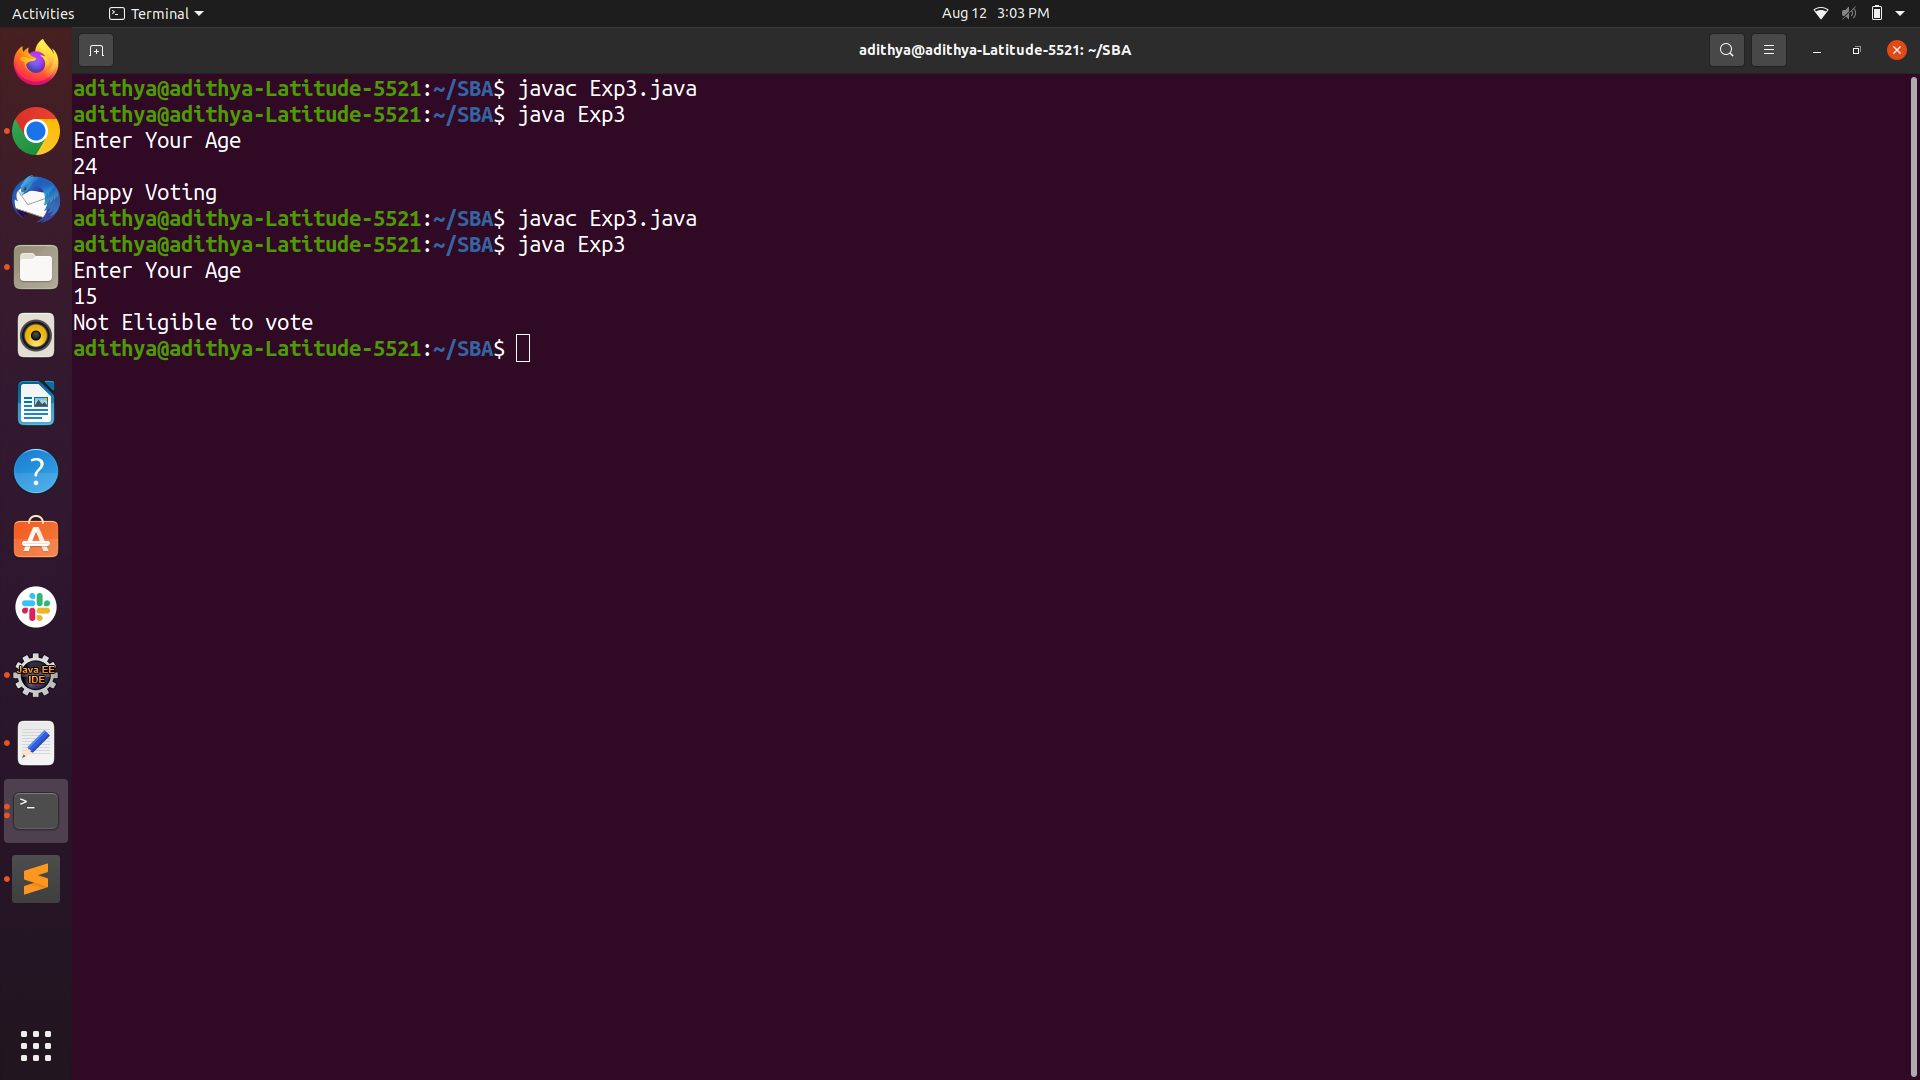 Activities Terminal Aug 12 3:03 PM
adithya@adithya-Latitude-5521: ~/SBA
adithya@adithya-Latitude-5521:~/SBA$ javac Exp3.java
adithya@adithya-Latitude-5521:~/SBA$ java Exp3
Enter Your Age
24
Happy Voting
adithya@adithya-Latitude-5521:~/SBA$ javac Exp3.java
adithya@adithya-Latitude-5521:~/SBA$ java Exp3
Enter Your Age
15
Not Eligible to vote
adithya@adithya-Latitude-5521:~/SBA$
?
Java EE
IDE
>_